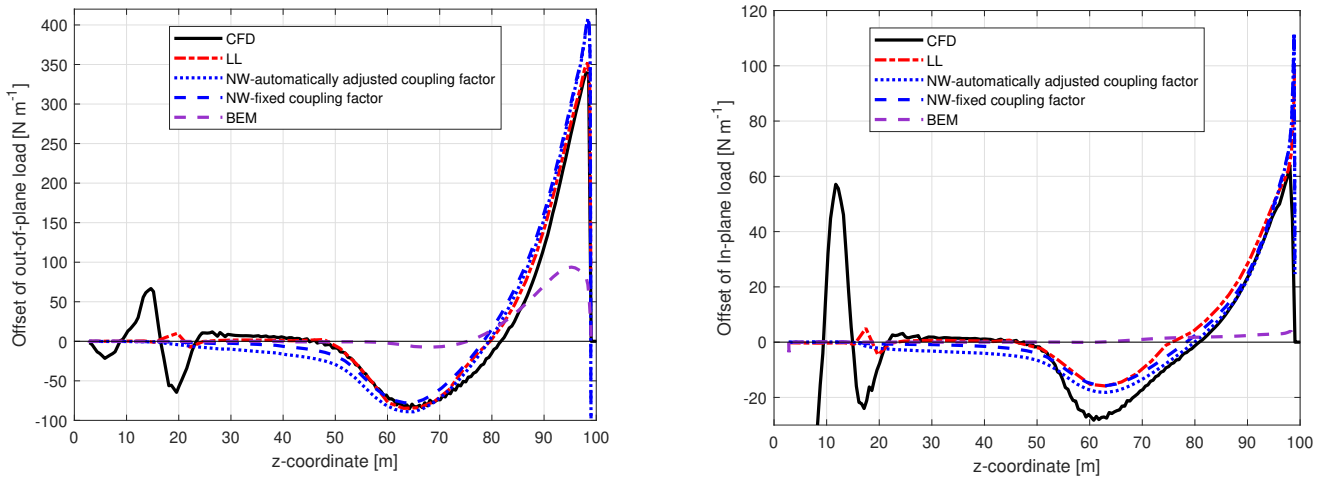 400
350
300
250
200
150
100
50
0
-50
-100
0 10 20 30 40 50 60 70 80 90 100
z-coordinate [m]
Offset of out-of-plane load [N m-1]
CFD
LL
NW-automatically adjusted coupling factor
NW-fixed coupling factor
BEM
120
100
80
60
40
20
0
-20
0 10 20 30 40 50 60 70 80 90 100
z-coordinate [m]
Offset of In-plane load [N m-1]
CFD
LL
NW-automatically adjusted coupling factor
NW-fixed coupling factor
BEM